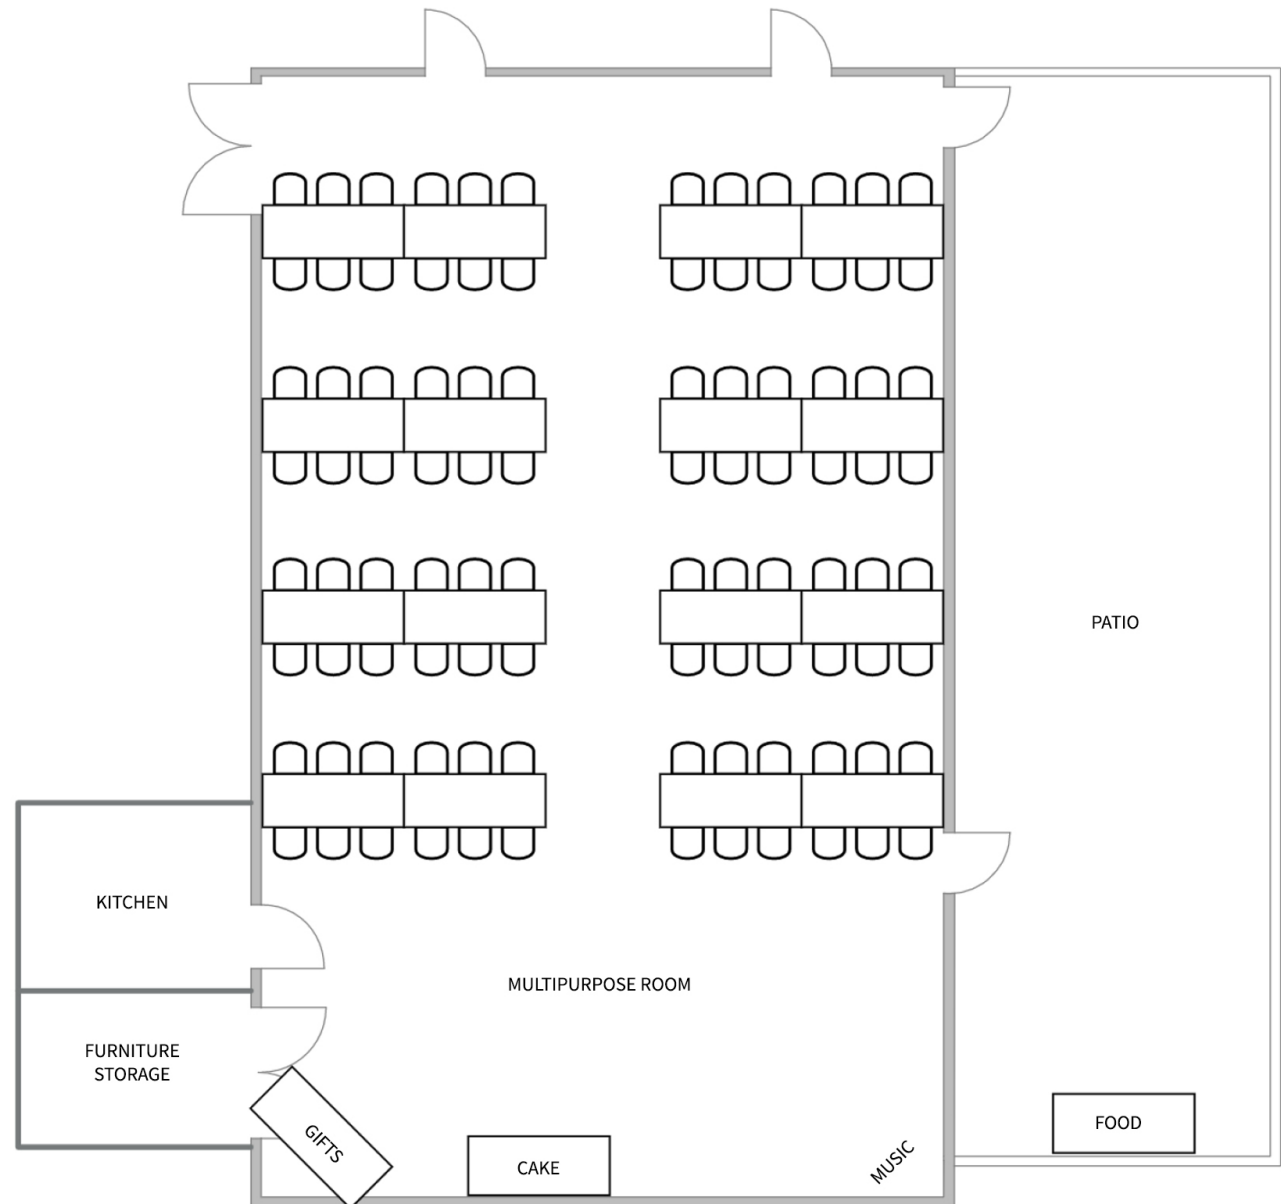 PATIO
KITCHEN
MULTIPURPOSE ROOM
FURNITURE
STORAGE
GIFTS
CAKE
MUSIC
FOOD